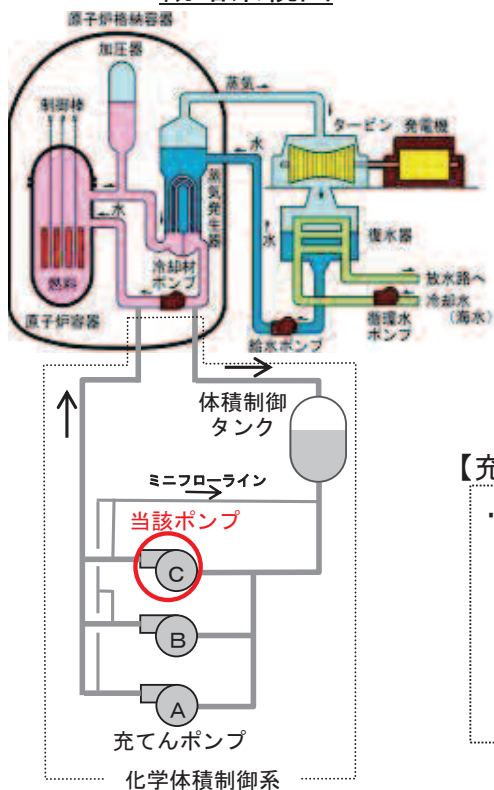 原子炉格納容器
加圧器
制御棒
蒸気
タービン 発電機
水
水
蒸気発生器
水
復水器
冷却材
ポンプ
燃料
原子炉容器
放水路へ
冷却水
(海水)
循環水
ポンプ
給水ポンプ
体積制御
タンク
ミニフローライン
当該ポンプ
C
B
A
充てんポンプ
化学体積制御系
【充
・